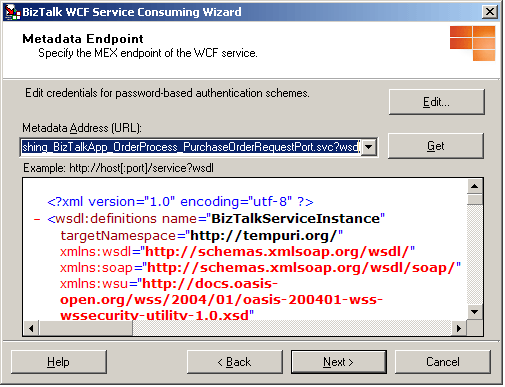 BizTalk WCF Service Consuming Wizard
Metadata Endpoint
Specify the MEX endpoint of the WCF service.
Edit credentials for password-based authentication schemes.
Edit...
Metadata Address (URL):
shing_BizTalkApp_OrderProcess_PurchaseOrderRequestPort.svc?wsd
Get
Example: http://host[:port]/service?wsdl
<?xml version="1.0" encoding="utf-8" ?>
- <wsdl:definitions name="BizTalkServiceInstance"
targetNamespace="http://tempuri.org/"
xmlns:wsdl="http://schemas.xmlsoap.org/wsdl/"
xmlns:soap="http://schemas.xmlsoap.org/wsdl/soap/"
xmlns:wsu="http://docs.oasis-
open.org/wss/2004/01/oasis-200401-wss-
wssecurity-utility-1.0.xsd"
Help
< Back
Next >
Cancel